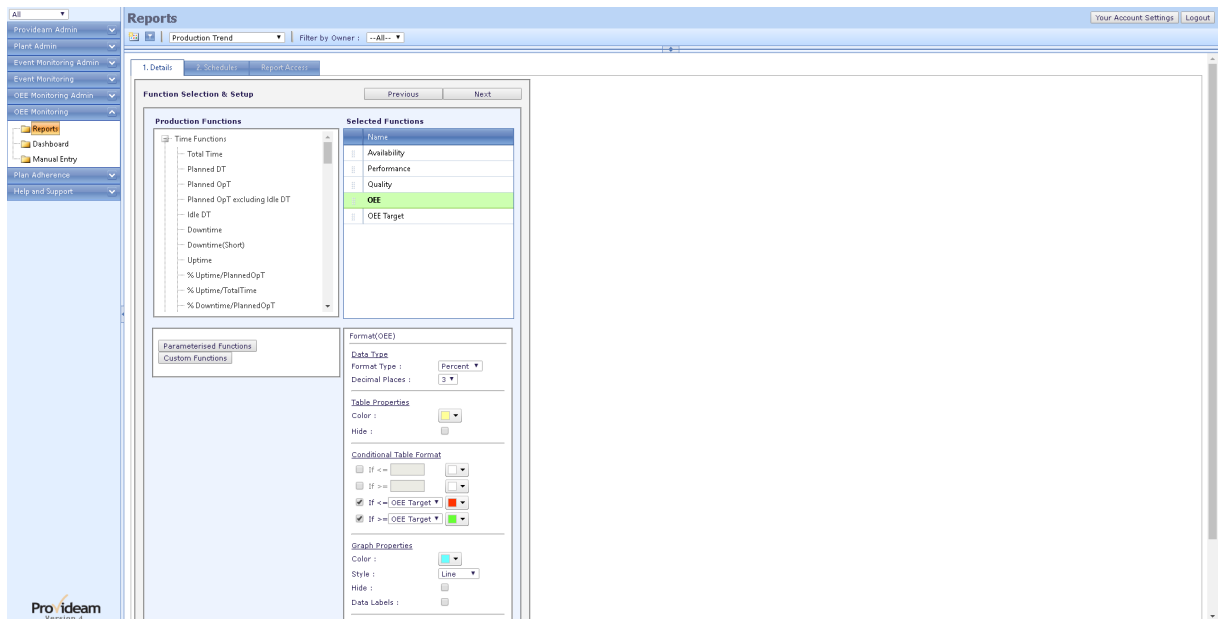 All
Reports
Your Account Settings
Logout
Provideam Admin
Plant Admin
Event Monitoring Admin
Event Monitoring
OEE Monitoring Admin
OEE Monitoring
Reports
Dashboard
Manual Entry
Plan Adherence
Help and Support
Production Trend
Filter by Owner : --All--
1. Details
2. Schedules
Report Access
Function Selection & Setup
Previous
Next
Production Functions
Time Functions
Total Time
Planned DT
Planned OpT
Planned OpT excluding Idle DT
Idle DT
Downtime
Downtime(Short)
Uptime
% Uptime/PlannedOpT
% Uptime/TotalTime
% Downtime/PlannedOpT
Selected Functions
Name
Availability
Performance
Quality
OEE
OEE Target
Parameterised Functions
Custom Functions
Format(OEE)
Data Type
Format Type : Percent
Decimal Places : 3
Table Properties
Color :
Hide :
Conditional Table Format
If <=
If >=
If <= OEE Target
If >= OEE Target
Graph Properties
Color :
Style : Line
Hide :
Data Labels :
Provideam
Version 4